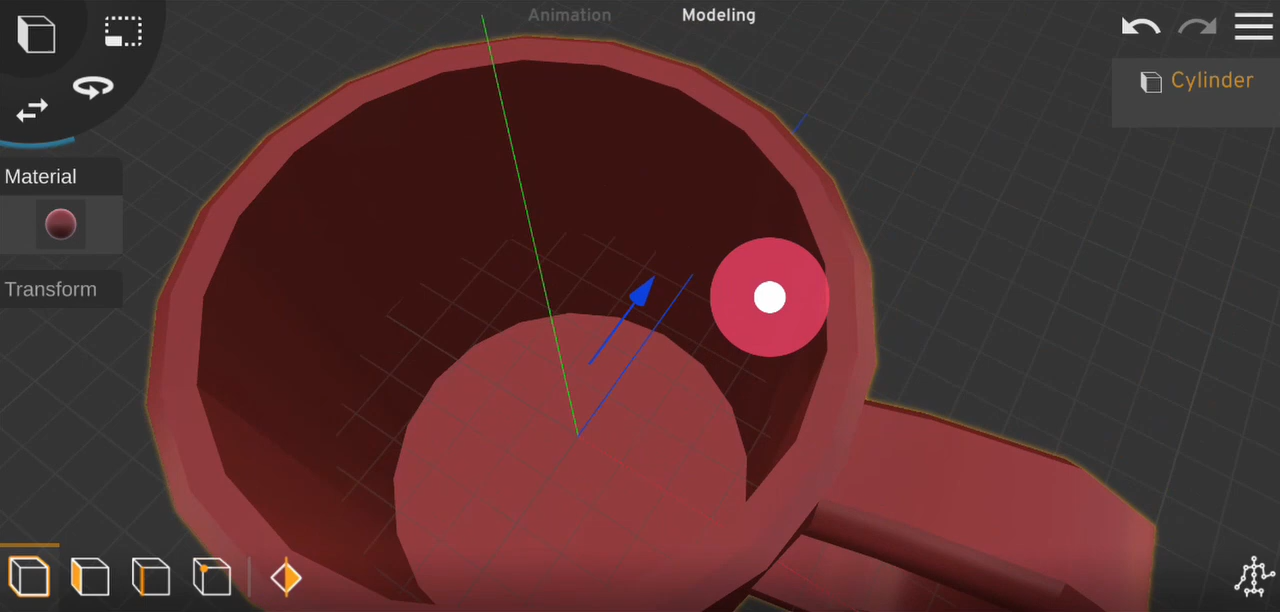 Animation
Modeling
Cylinder
Material
Transform